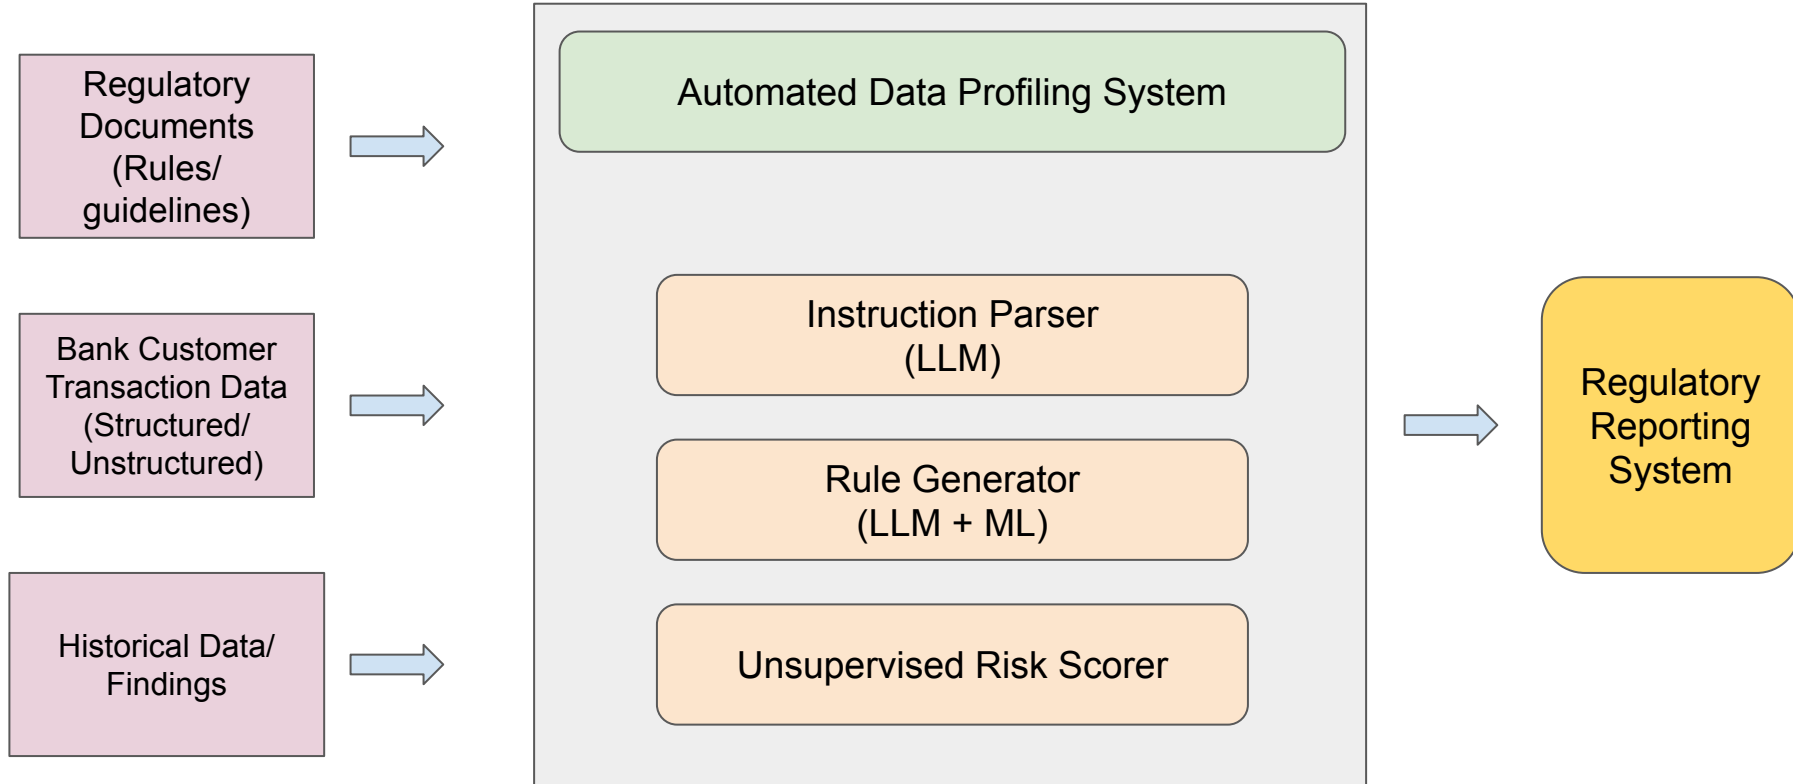 Regulatory
Documents
(Rules/
guidelines)
Bank Customer
Transaction Data
(Structured/
Unstructured)
Historical Data/
Findings
Automated Data Profiling System
Instruction Parser
(LLM)
Rule Generator
(LLM + ML)
Unsupervised Risk Scorer
Regulatory
Reporting
System